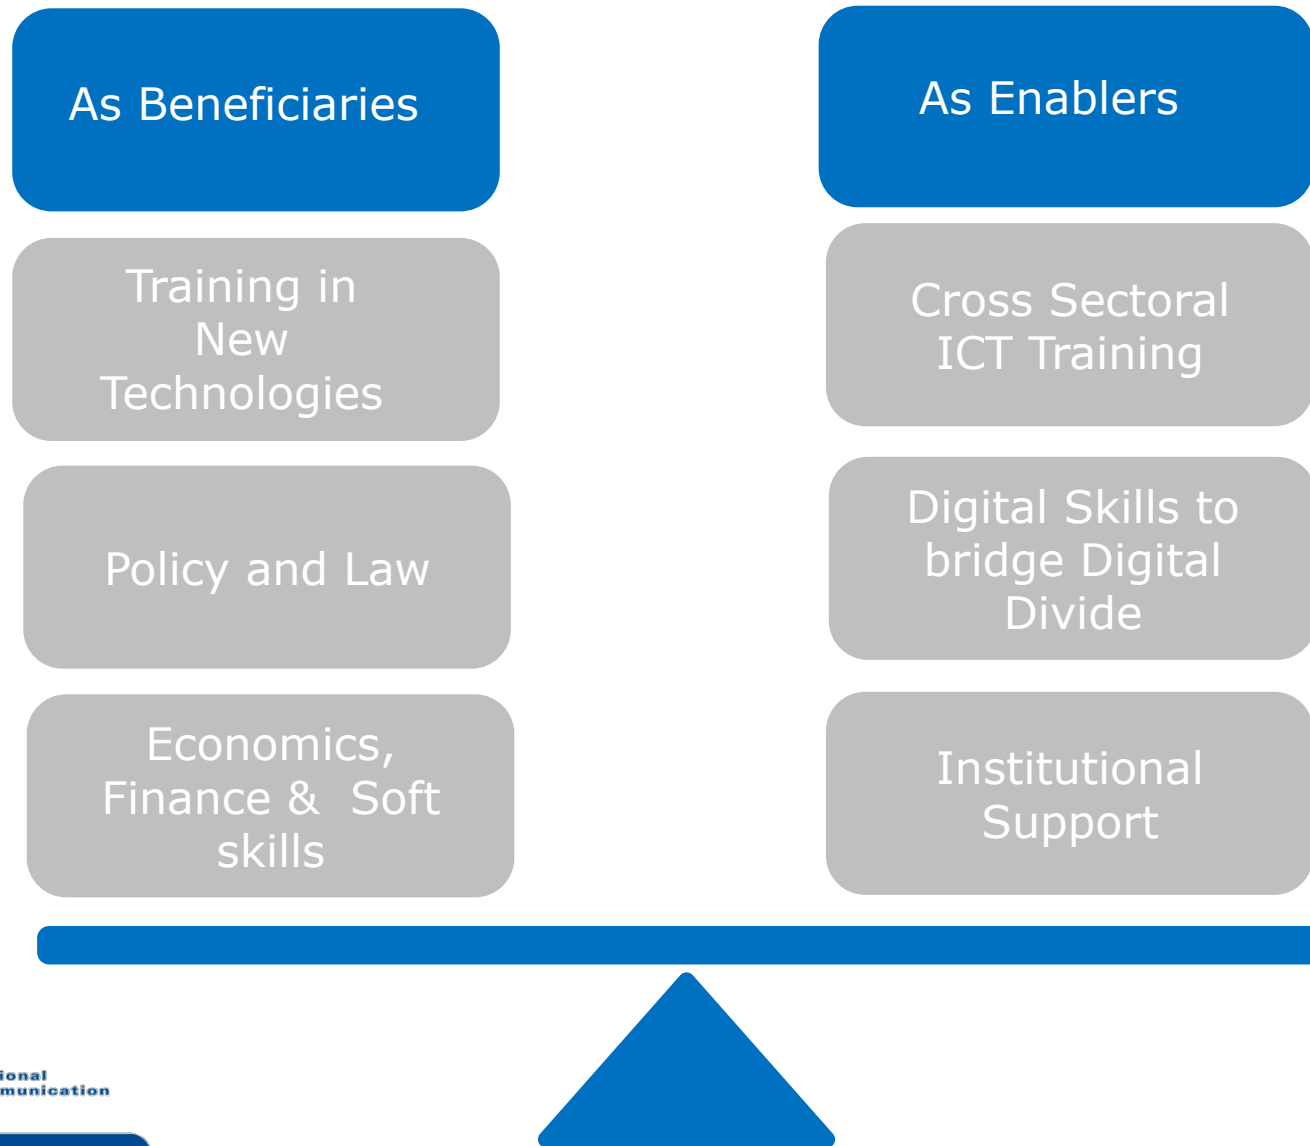 As Beneficiaries
Training in
New
Technologies
Policy and Law
Economics,
Finance & Soft
skills
As Enablers
Cross Sectoral
ICT Training
Digital Skills to
bridge Digital
Divide
Institutional
Support
ional
munication